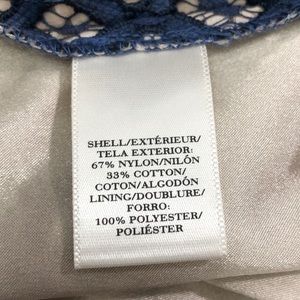 SHELL/EXTÉRIEUR/
TELA EXTERIOR:
67% NYLON/NILÓN
33% COTTON/
COTON/ALGODÓN
LINING/DOUBLURE/
FORRO:
100% POLYESTER/
POLIÉSTER